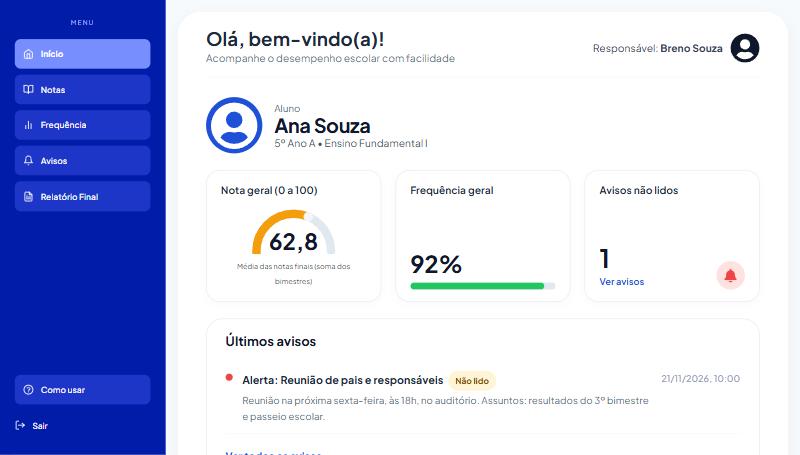 MENU
Início
Notas
Frequência
Avisos
Relatório Final
Como usar
Sair
Olá, bem-vindo(a)!
Acompanhe o desempenho escolar com facilidade
Responsável: Breno Souza
Aluno
Ana Souza
5º Ano A • Ensino Fundamental I
Nota geral (0 a 100)
62,8
Média das notas finais (soma dos
bimestres)
Frequência geral
92%
Avisos não lidos
1
Ver avisos
Últimos avisos
Alerta: Reunião de pais e responsáveis Não lido
21/11/2026, 10:00
Reunião na próxima sexta-feira, às 18h, no auditório. Assuntos: resultados do 3º bimestre
e passeio escolar.